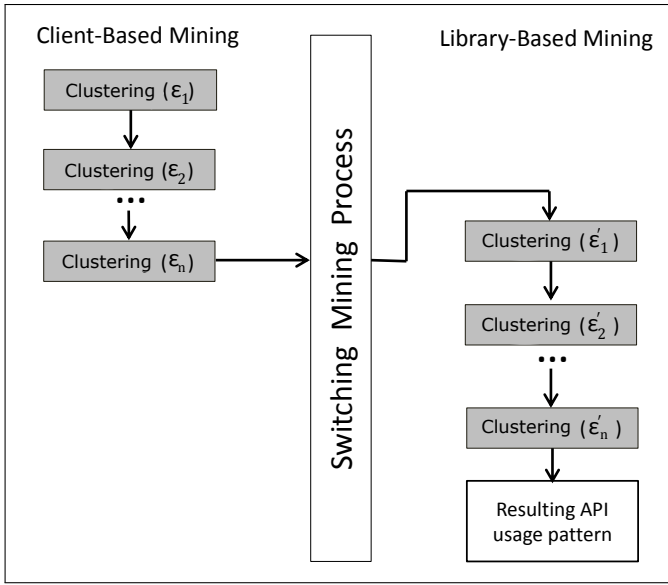 Client-Based Mining
Clustering (ε₁)
Clustering (ε₂)
...
Clustering (εₙ)
Switching Mining Process
Library-Based Mining
Clustering (ε′₁)
Clustering (ε′₂)
...
Clustering (ε′ₙ)
Resulting API
usage pattern